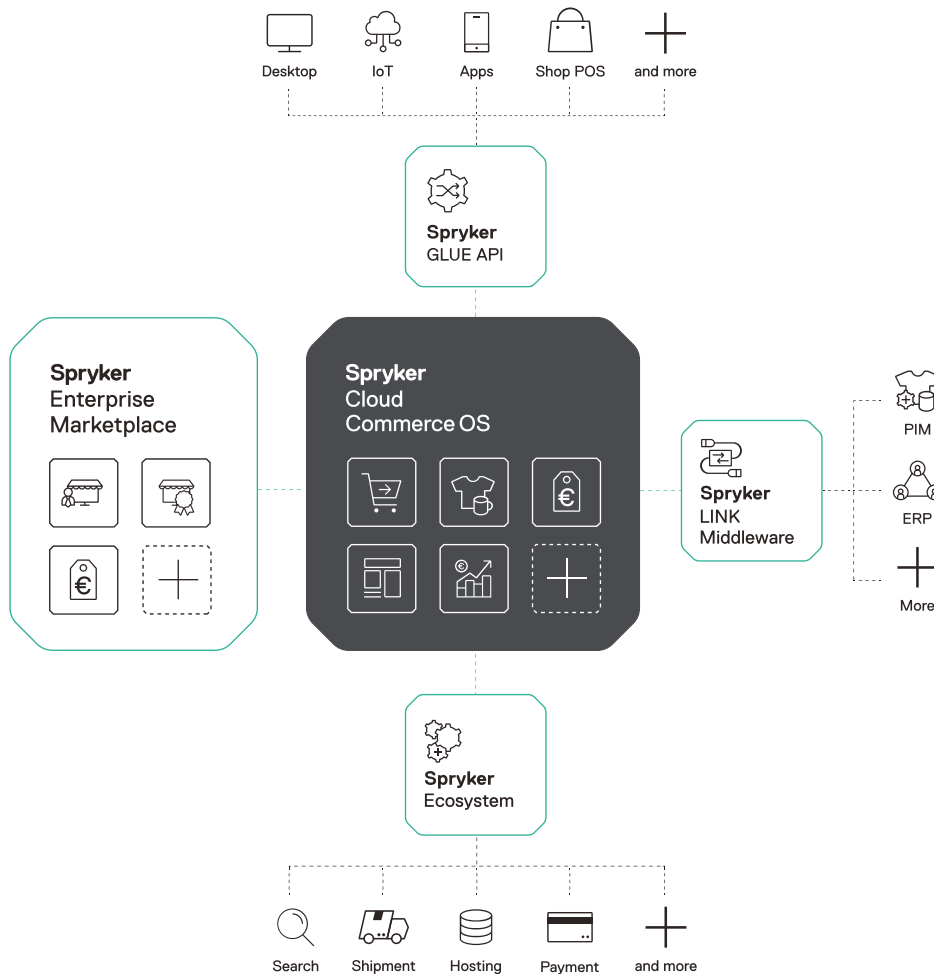 Desktop
IoT
Apps
Shop POS
and more
Spryker
GLUE API
Spryker
Enterprise
Marketplace
€
Spryker
Cloud
Commerce OS
€
€
Spryker
LINK
Middleware
PIM
ERP
More
Spryker
Ecosystem
Search
Shipment
Hosting
Payment
and more